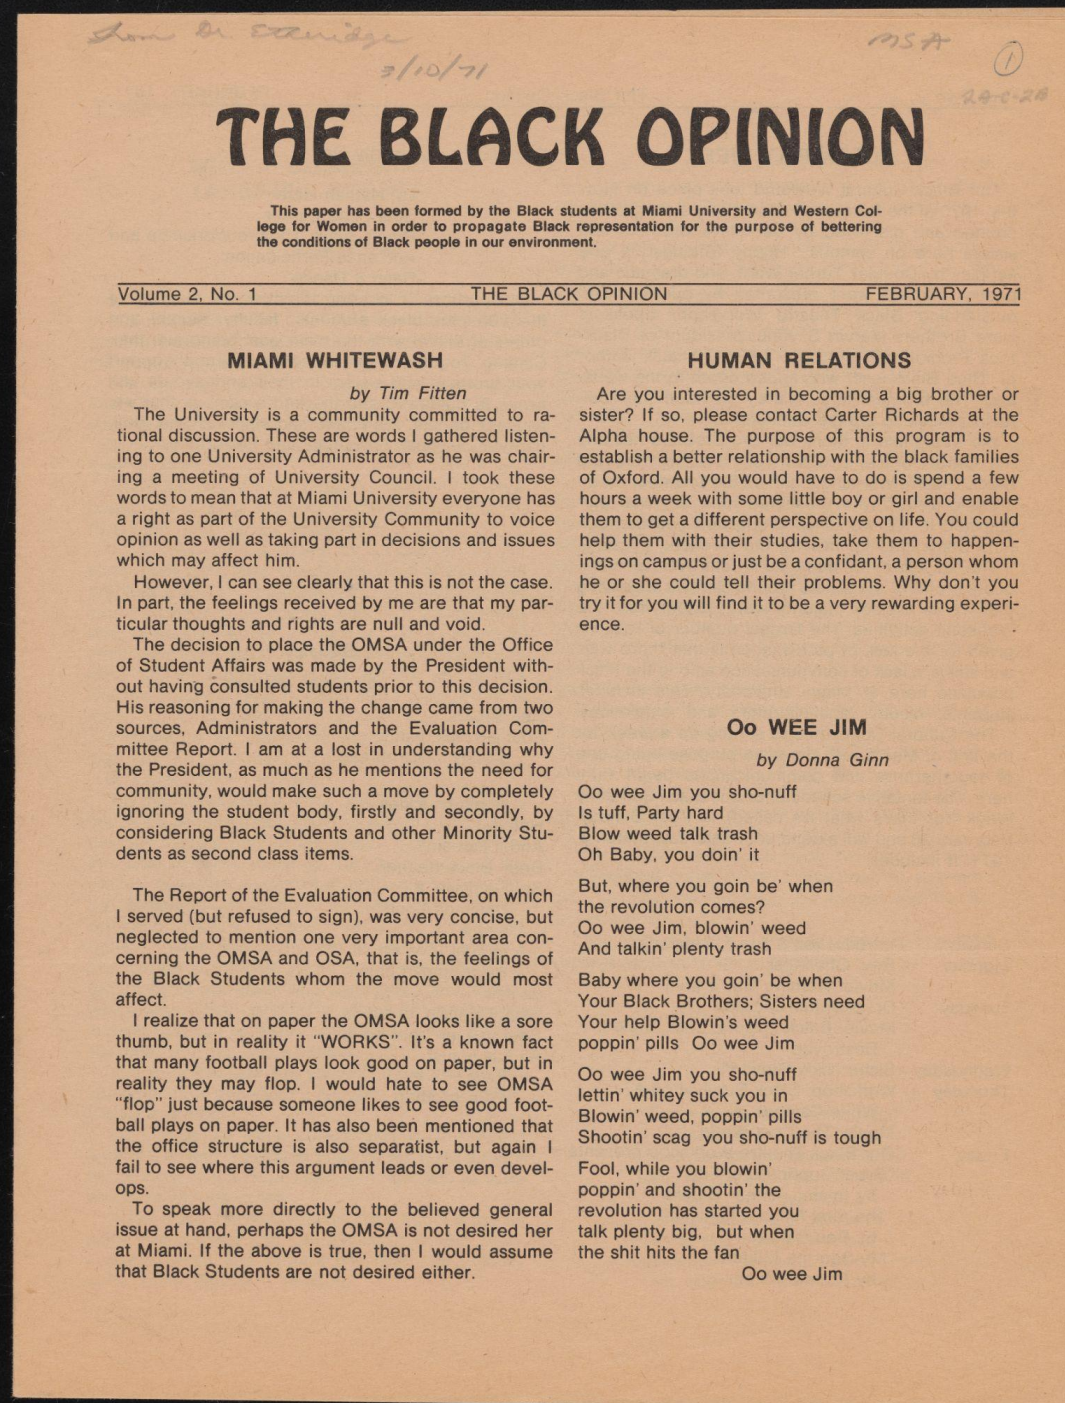 from Dr Etheridge
3/10/71
MSA
1
THE BLACK OPINION
This paper has been formed by the Black students at Miami University and Western Col-
lege for Women in order to propagate Black representation for the purpose of bettering
the conditions of Black people in our environment.
Volume 2, No. 1 THE BLACK OPINION FEBRUARY, 1971
MIAMI WHITEWASH
by Tim Fitten
The University is a community committed to ra-
tional discussion. These are words I gathered listen-
ing to one University Administrator as he was chair-
ing a meeting of University Council. I took these
words to mean that at Miami University everyone has
a right as part of the University Community to voice
opinion as well as taking part in decisions and issues
which may affect him.
However, I can see clearly that this is not the case.
In part, the feelings received by me are that my par-
ticular thoughts and rights are null and void.
The decision to place the OMSA under the Office
of Student Affairs was made by the President with-
out having consulted students prior to this decision.
His reasoning for making the change came from two
sources, Administrators and the Evaluation Com-
mittee Report. I am at a lost in understanding why
the President, as much as he mentions the need for
community, would make such a move by completely
ignoring the student body, firstly and secondly, by
considering Black Students and other Minority Stu-
dents as second class items.
The Report of the Evaluation Committee, on which
I served (but refused to sign), was very concise, but
neglected to mention one very important area con-
cerning the OMSA and OSA, that is, the feelings of
the Black Students whom the move would most
affect.
I realize that on paper the OMSA looks like a sore
thumb, but in reality it "WORKS". It's a known fact
that many football plays look good on paper, but in
reality they may flop. I would hate to see OMSA
"flop" just because someone likes to see good foot-
ball plays on paper. It has also been mentioned that
the office structure is also separatist, but again I
fail to see where this argument leads or even devel-
ops.
To speak more directly to the believed general
issue at hand, perhaps the OMSA is not desired her
at Miami. If the above is true, then I would assume
that Black Students are not desired either.
HUMAN RELATIONS
Are you interested in becoming a big brother or
sister? If so, please contact Carter Richards at the
Alpha house. The purpose of this program is to
establish a better relationship with the black families
of Oxford. All you would have to do is spend a few
hours a week with some little boy or girl and enable
them to get a different perspective on life. You could
help them with their studies, take them to happen-
ings on campus or just be a confidant, a person whom
he or she could tell their problems. Why don't you
try it for you will find it to be a very rewarding experi-
ence.
Oo WEE JIM
by Donna Ginn
Oo wee Jim you sho-nuff
Is tuff, Party hard
Blow weed talk trash
Oh Baby, you doin' it
But, where you goin be' when
the revolution comes?
Oo wee Jim, blowin' weed
And talkin' plenty trash
Baby where you goin' be when
Your Black Brothers; Sisters need
Your help Blowin's weed
poppin' pills Oo wee Jim
Oo wee Jim you sho-nuff
lettin' whitey suck you in
Blowin' weed, poppin' pills
Shootin' scag you sho-nuff is tough
Fool, while you blowin'
poppin' and shootin' the
revolution has started you
talk plenty big, but when
the shit hits the fan
Oo wee Jim